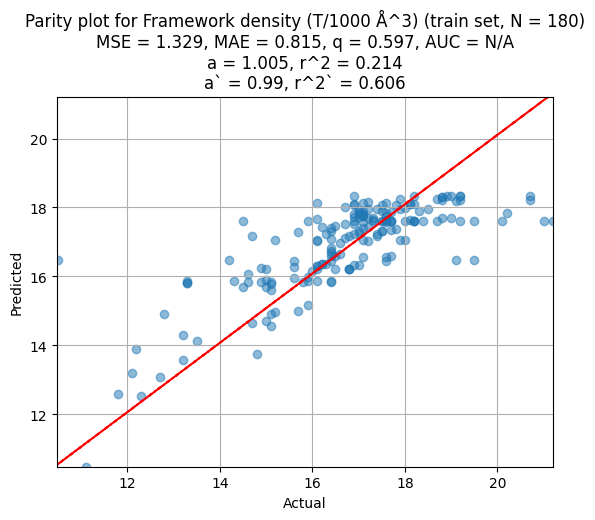 Parity plot for Framework density (T/1000 Å^3) (train set, N = 180)
MSE = 1.329, MAE = 0.815, q = 0.597, AUC = N/A
a = 1.005, r^2 = 0.214
a` = 0.99, r^2` = 0.606
20
18
16
14
12
Predicted
12
14
16
18
20
Actual